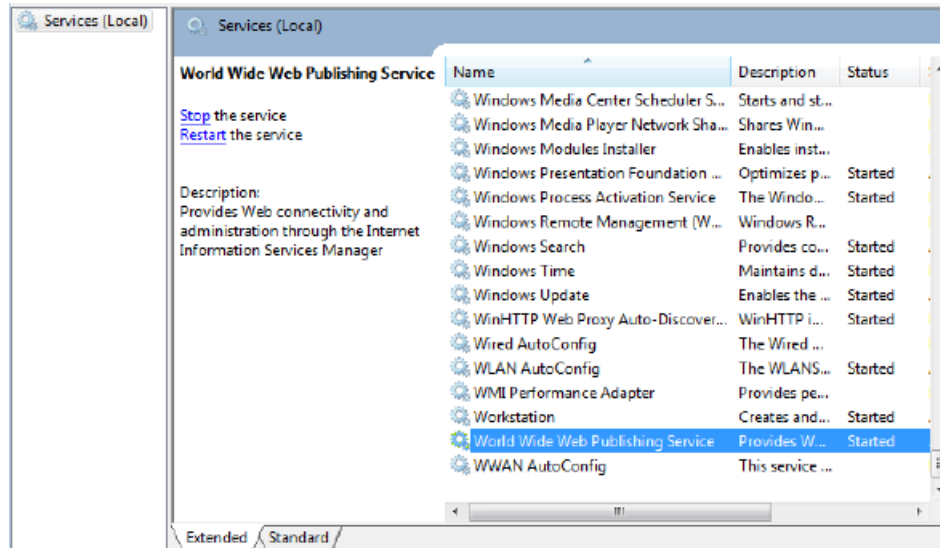 Services (Local)
Services (Local)
World Wide Web Publishing Service
Stop the service
Restart the service
Description:
Provides Web connectivity and
administration through the Internet
Information Services Manager
Name Description Status
Windows Media Center Scheduler S... Starts and st...
Windows Media Player Network Sha... Shares Win...
Windows Modules Installer Enables inst...
Windows Presentation Foundation ... Optimizes p... Started
Windows Process Activation Service The Windo... Started
Windows Remote Management (W... Windows R...
Windows Search Provides co... Started
Windows Time Maintains d... Started
Windows Update Enables the ... Started
WinHTTP Web Proxy Auto-Discover... WinHTTP i... Started
Wired AutoConfig The Wired ...
WLAN AutoConfig The WLANS... Started
WMI Performance Adapter Provides pe...
Workstation Creates and... Started
World Wide Web Publishing Service Provides W... Started
WWAN AutoConfig This service ...
Extended Standard